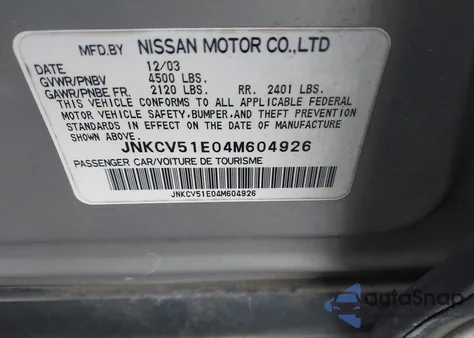 MFD.BY NISSAN MOTOR CO.,LTD
DATE 12/03
GVWR/PNBV 4500 LBS.
GAWR/PNBE FR. 2120 LBS. RR. 2401 LBS.
THIS VEHICLE CONFORMS TO ALL APPLICABLE FEDERAL
MOTOR VEHICLE SAFETY,BUMPER,AND THEFT PREVENTION
STANDARDS IN EFFECT ON THE DATE OF MANUFACTURE
SHOWN ABOVE.
JNKCV51E04M604926
PASSENGER CAR/VOITURE DE TOURISME
JNKCV51E04M604926
autoSnap